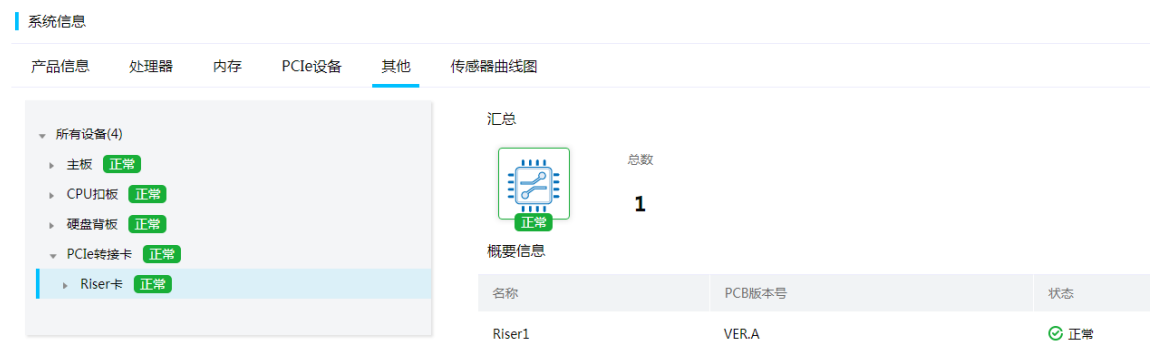 系统信息
产品信息 处理器 内存 PCIe设备 其他 传感器曲线图
所有设备(4)
主板 正常
CPU扣板 正常
硬盘背板 正常
PCIe转接卡 正常
Riser卡 正常
汇总
正常
总数
1
概要信息
名称 PCB版本号 状态
Riser1 VER.A 正常